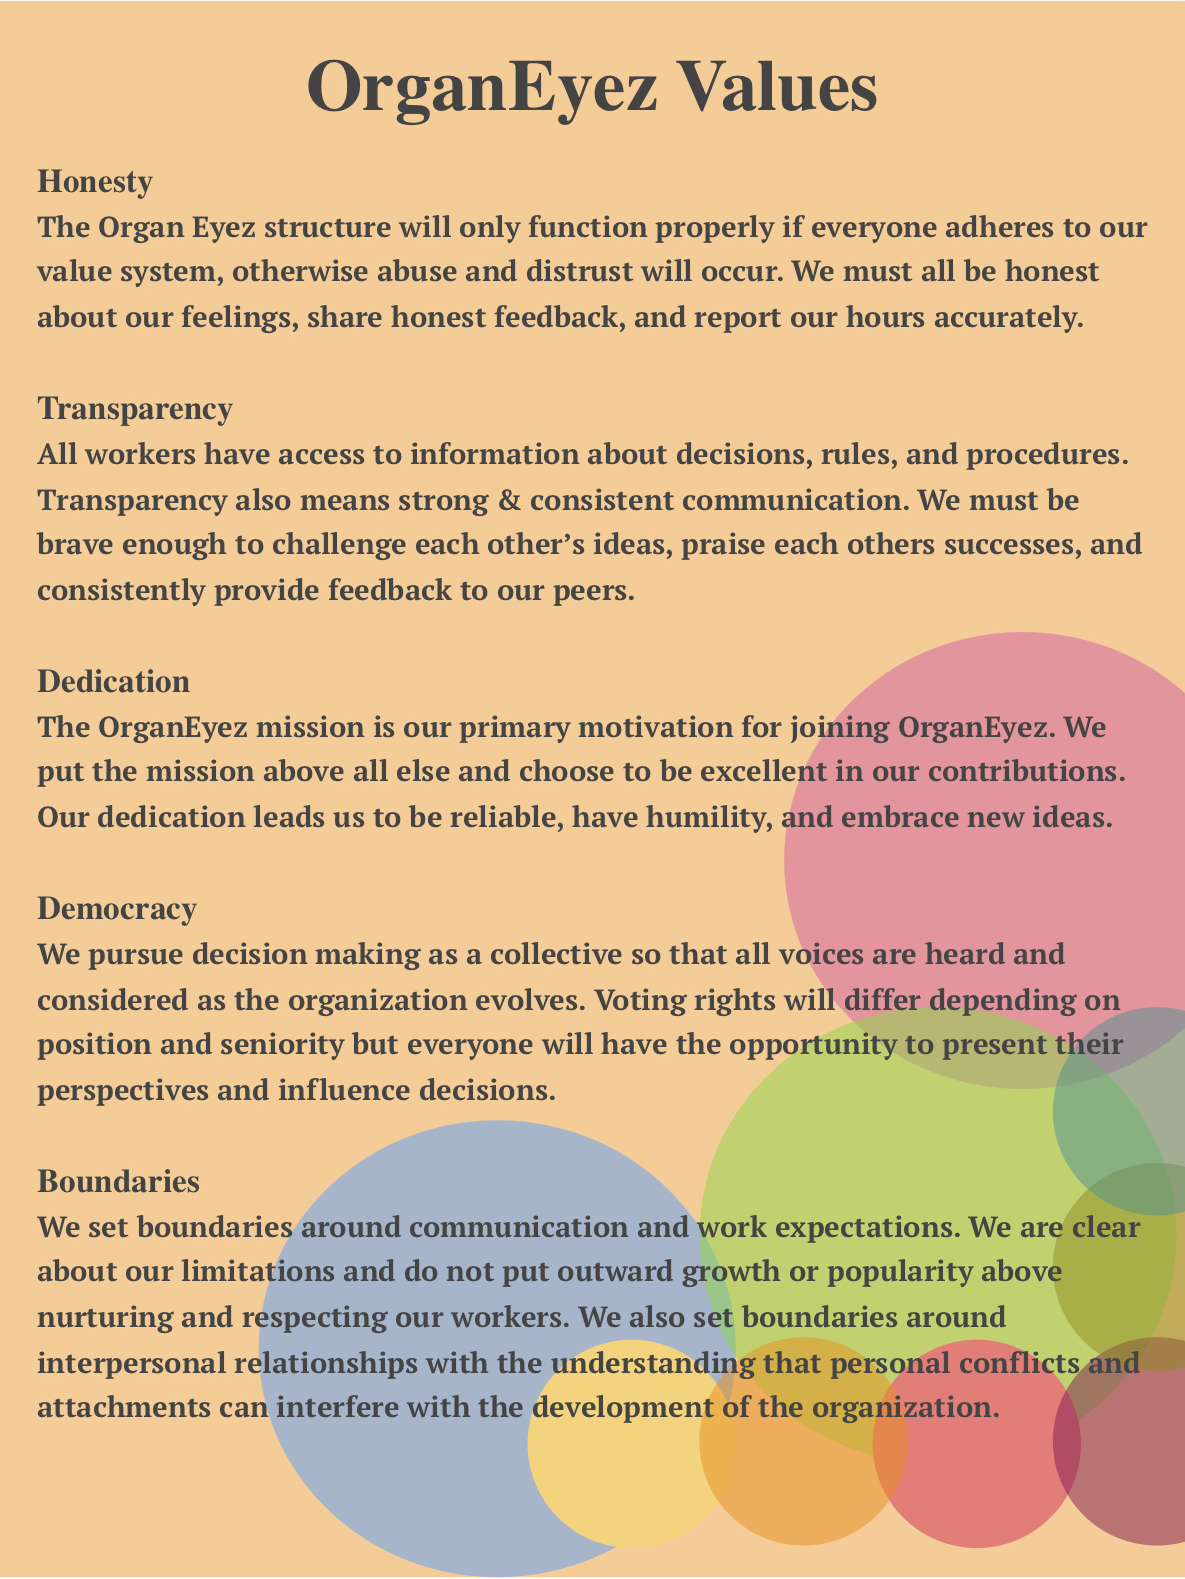 OrganEyez Values
Honesty
The Organ Eyez structure will only function properly if everyone adheres to our
value system, otherwise abuse and distrust will occur. We must all be honest
about our feelings, share honest feedback, and report our hours accurately.
Transparency
All workers have access to information about decisions, rules, and procedures.
Transparency also means strong & consistent communication. We must be
brave enough to challenge each other’s ideas, praise each others successes, and
consistently provide feedback to our peers.
Dedication
The OrganEyez mission is our primary motivation for joining OrganEyez. We
put the mission above all else and choose to be excellent in our contributions.
Our dedication leads us to be reliable, have humility, and embrace new ideas.
Democracy
We pursue decision making as a collective so that all voices are heard and
considered as the organization evolves. Voting rights will differ depending on
position and seniority but everyone will have the opportunity to present their
perspectives and influence decisions.
Boundaries
We set boundaries around communication and work expectations. We are clear
about our limitations and do not put outward growth or popularity above
nurturing and respecting our workers. We also set boundaries around
interpersonal relationships with the understanding that personal conflicts and
attachments can interfere with the development of the organization.